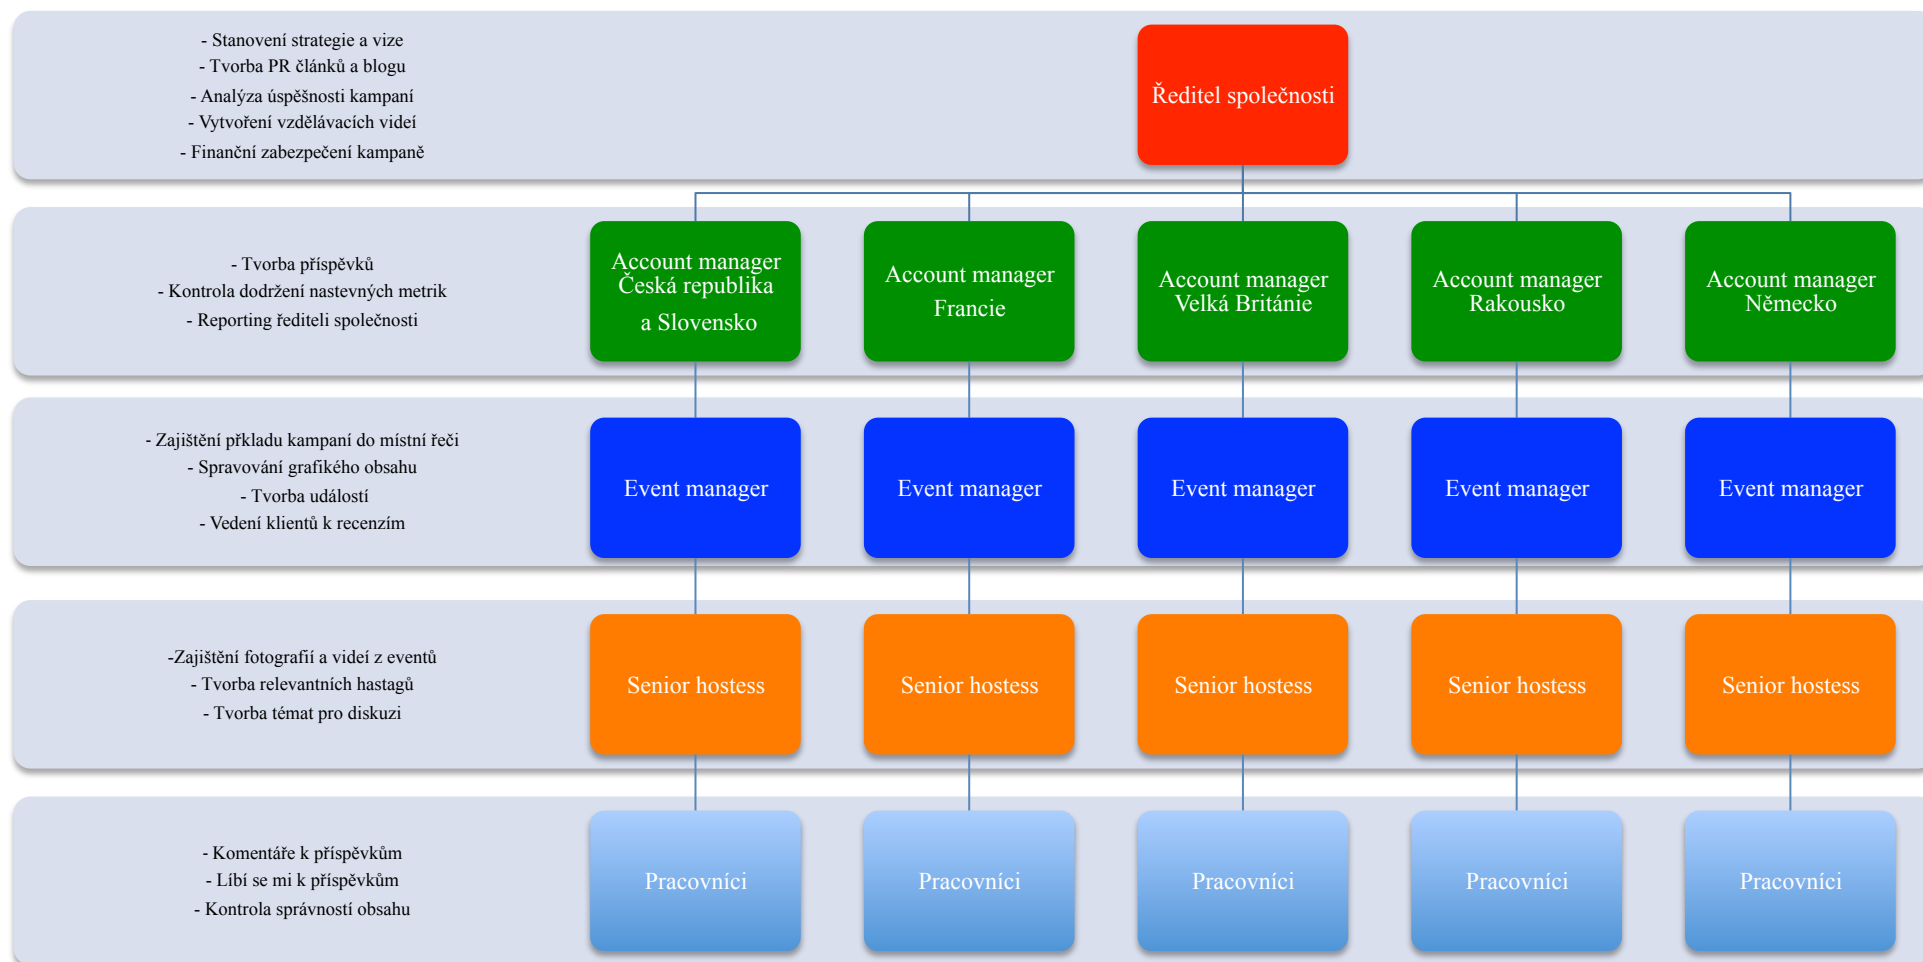 - Stanovení strategie a vize
- Tvorba PR článků a blogu
- Analýza úspěšnosti kampaní
- Vytvoření vzdělávacích videí
- Finanční zabezpečení kampaně
Ředitel společnosti
- Tvorba příspěvků
- Kontrola dodržení nastevných metrik
- Reporting řediteli společnosti
Account manager
Česká republika
a Slovensko
Account manager
Francie
Account manager
Velká Británie
Account manager
Rakousko
Account manager
Německo
- Zajištění přkladu kampaní do místní řeči
- Spravování grafikého obsahu
- Tvorba událostí
- Vedení klientů k recenzím
Event manager
Event manager
Event manager
Event manager
Event manager
-Zajištění fotografií a videí z eventů
- Tvorba relevantních hastagů
- Tvorba témat pro diskuzi
Senior hostess
Senior hostess
Senior hostess
Senior hostess
Senior hostess
- Komentáře k příspěvkům
- Líbí se mi k příspěvkům
- Kontrola správností obsahu
Pracovníci
Pracovníci
Pracovníci
Pracovníci
Pracovníci